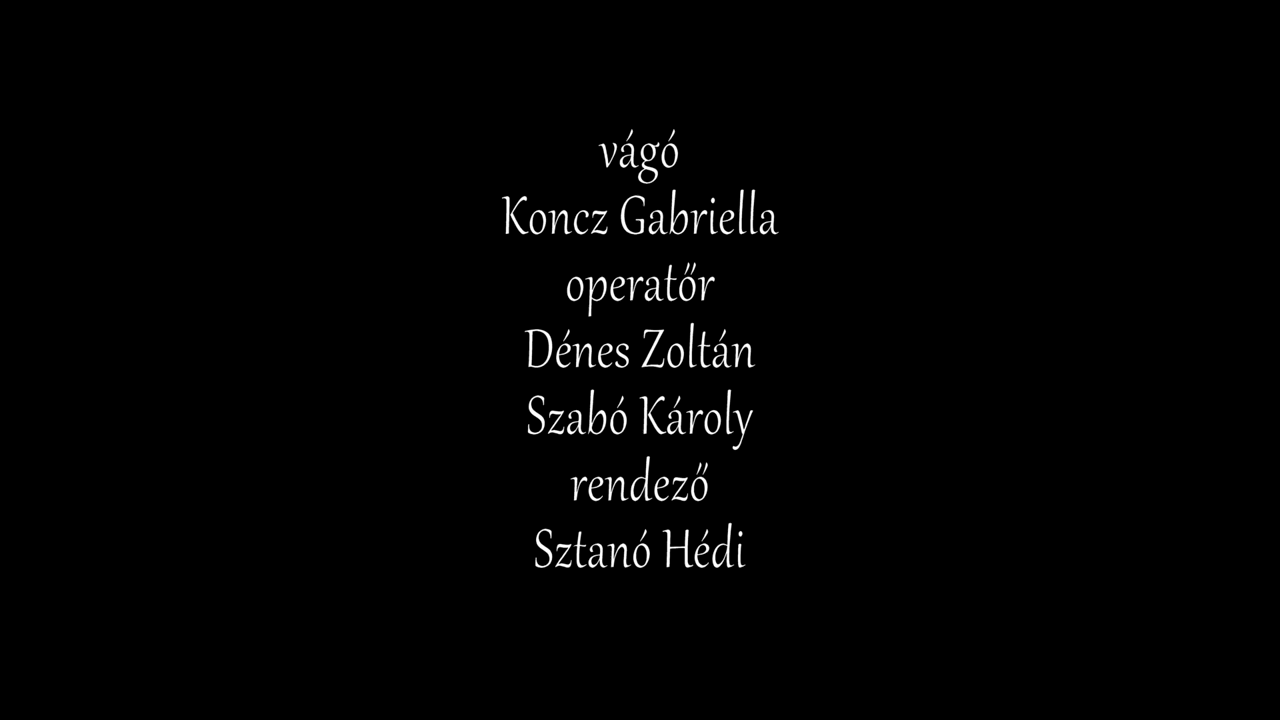 vágó
Koncz Gabriella
operatőr
Dénes Zoltán
Szabó Károly
rendező
Sztanó Hédi